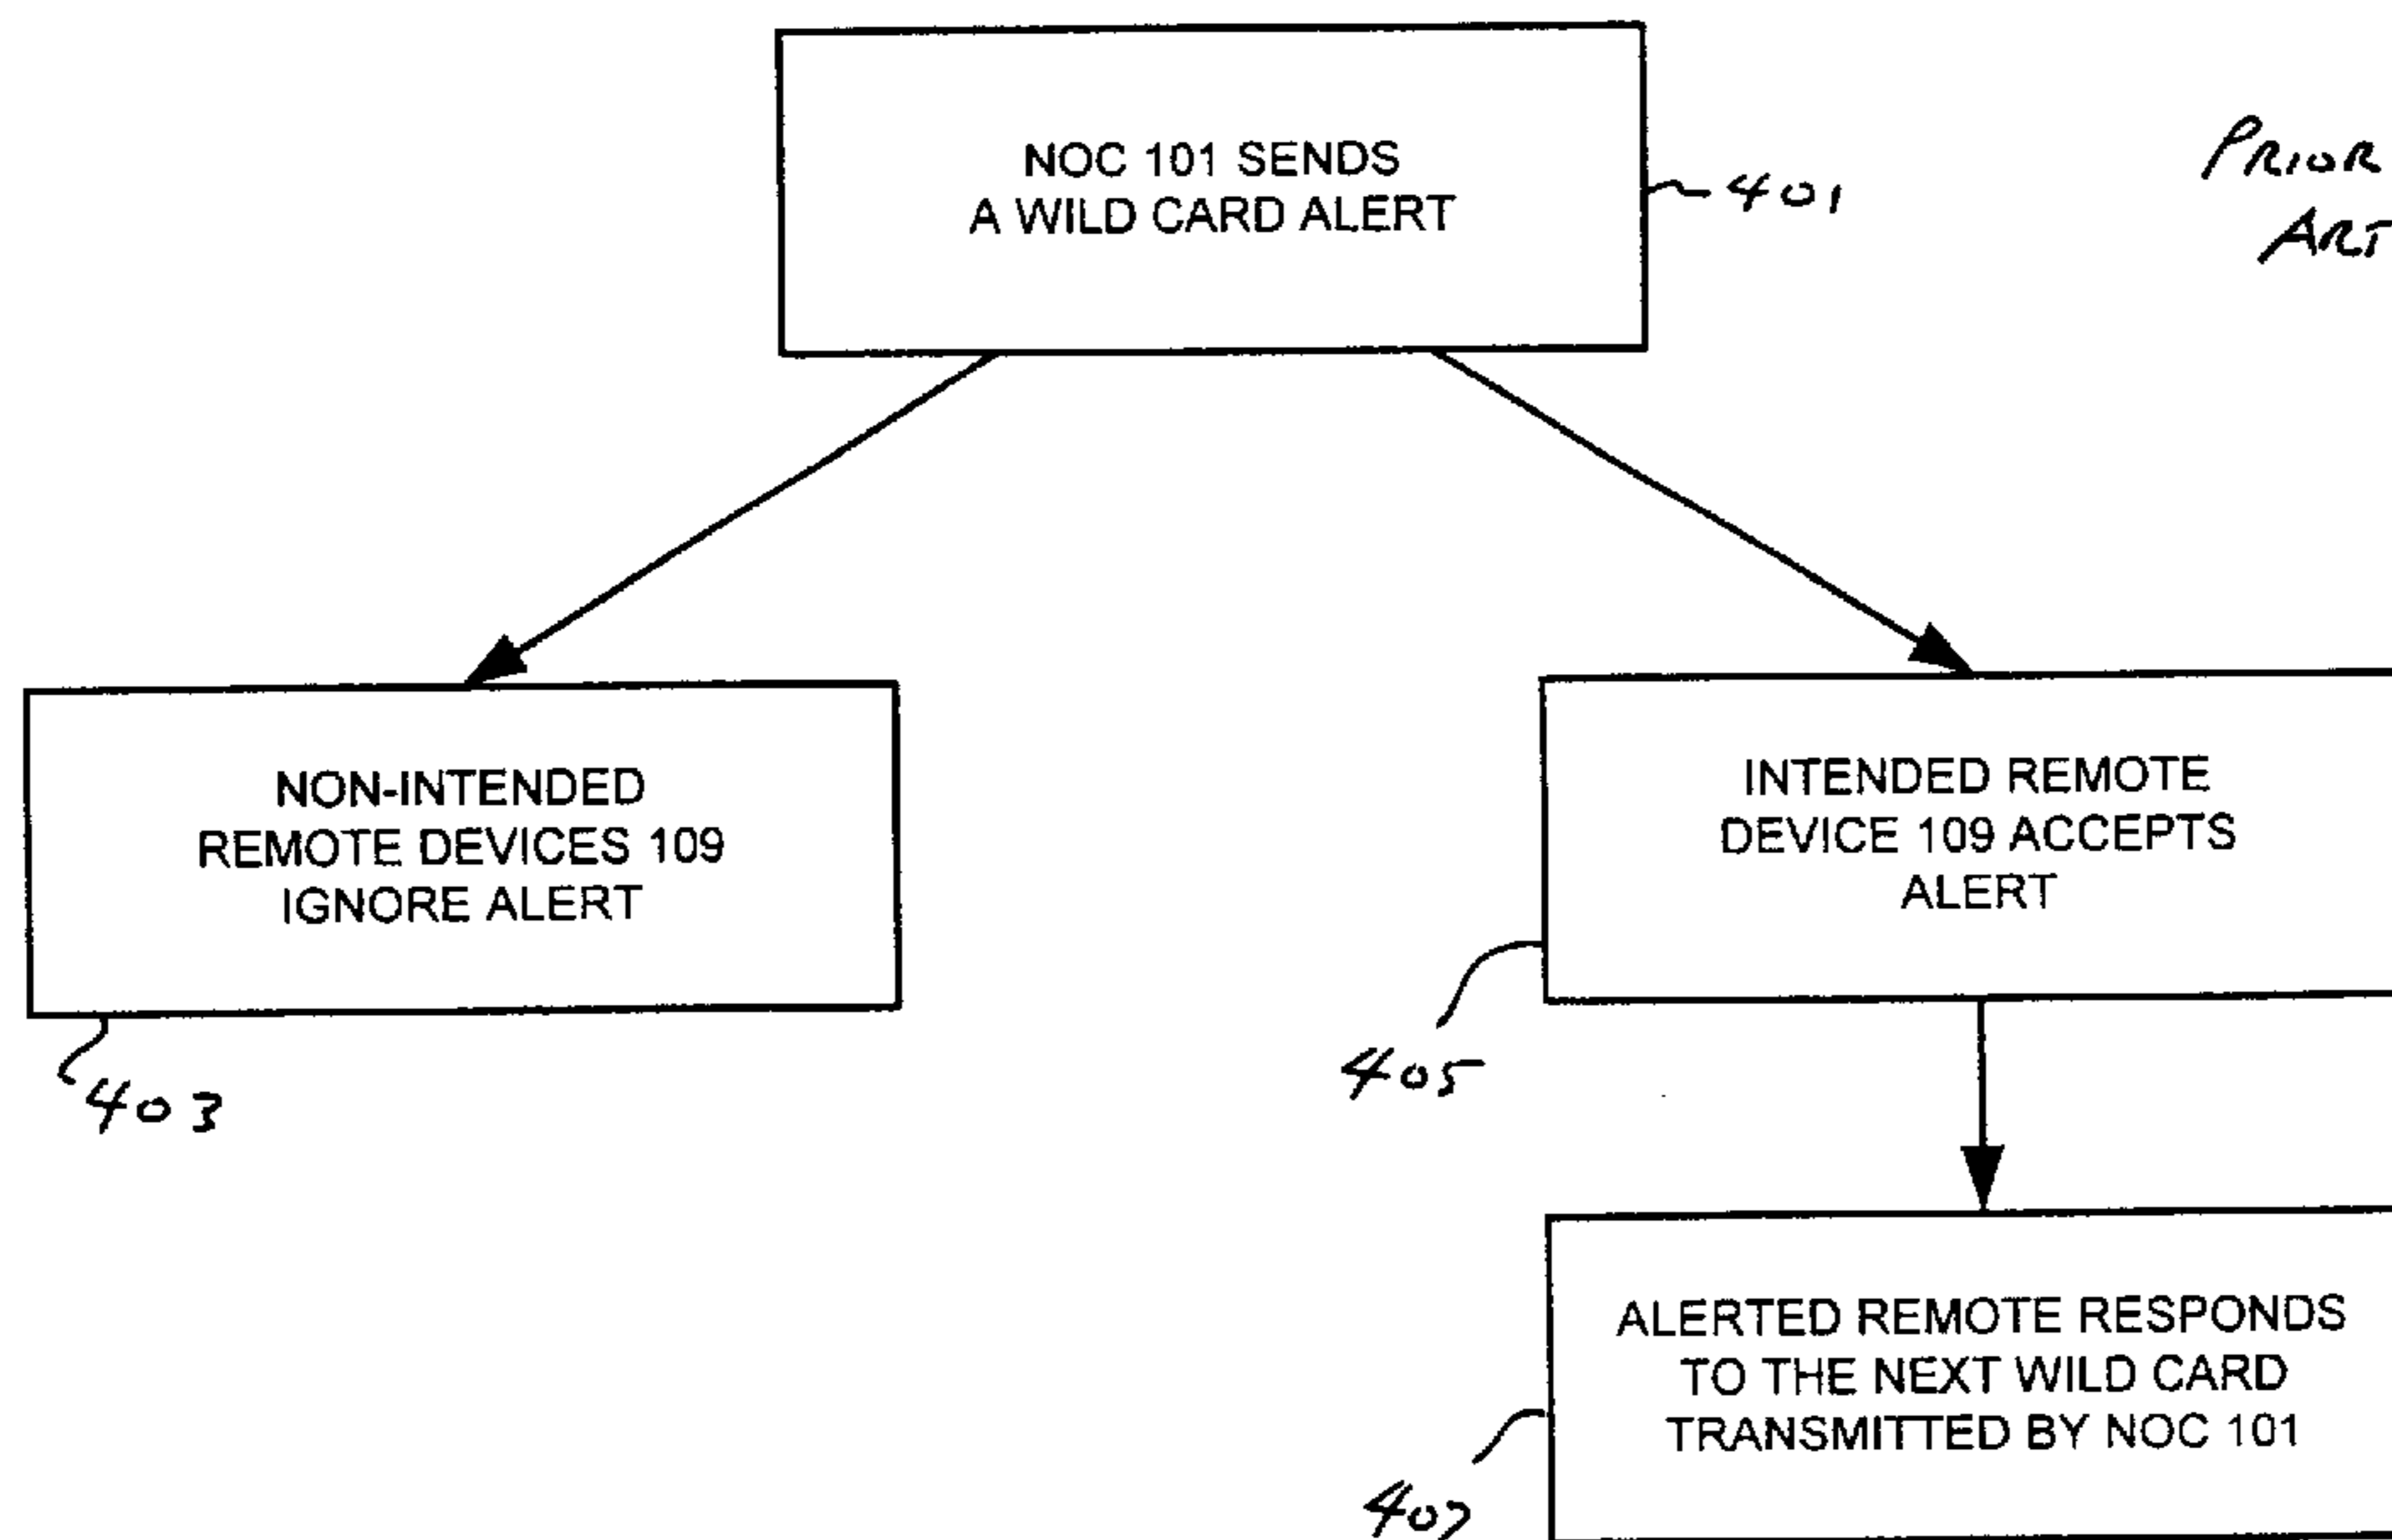 NOC 101 SENDS
A WILD CARD ALERT
401
PRIOR
ART
NON-INTENDED
REMOTE DEVICES 109
IGNORE ALERT
403
INTENDED REMOTE
DEVICE 109 ACCEPTS
ALERT
405
ALERTED REMOTE RESPONDS
TO THE NEXT WILD CARD
TRANSMITTED BY NOC 101
407